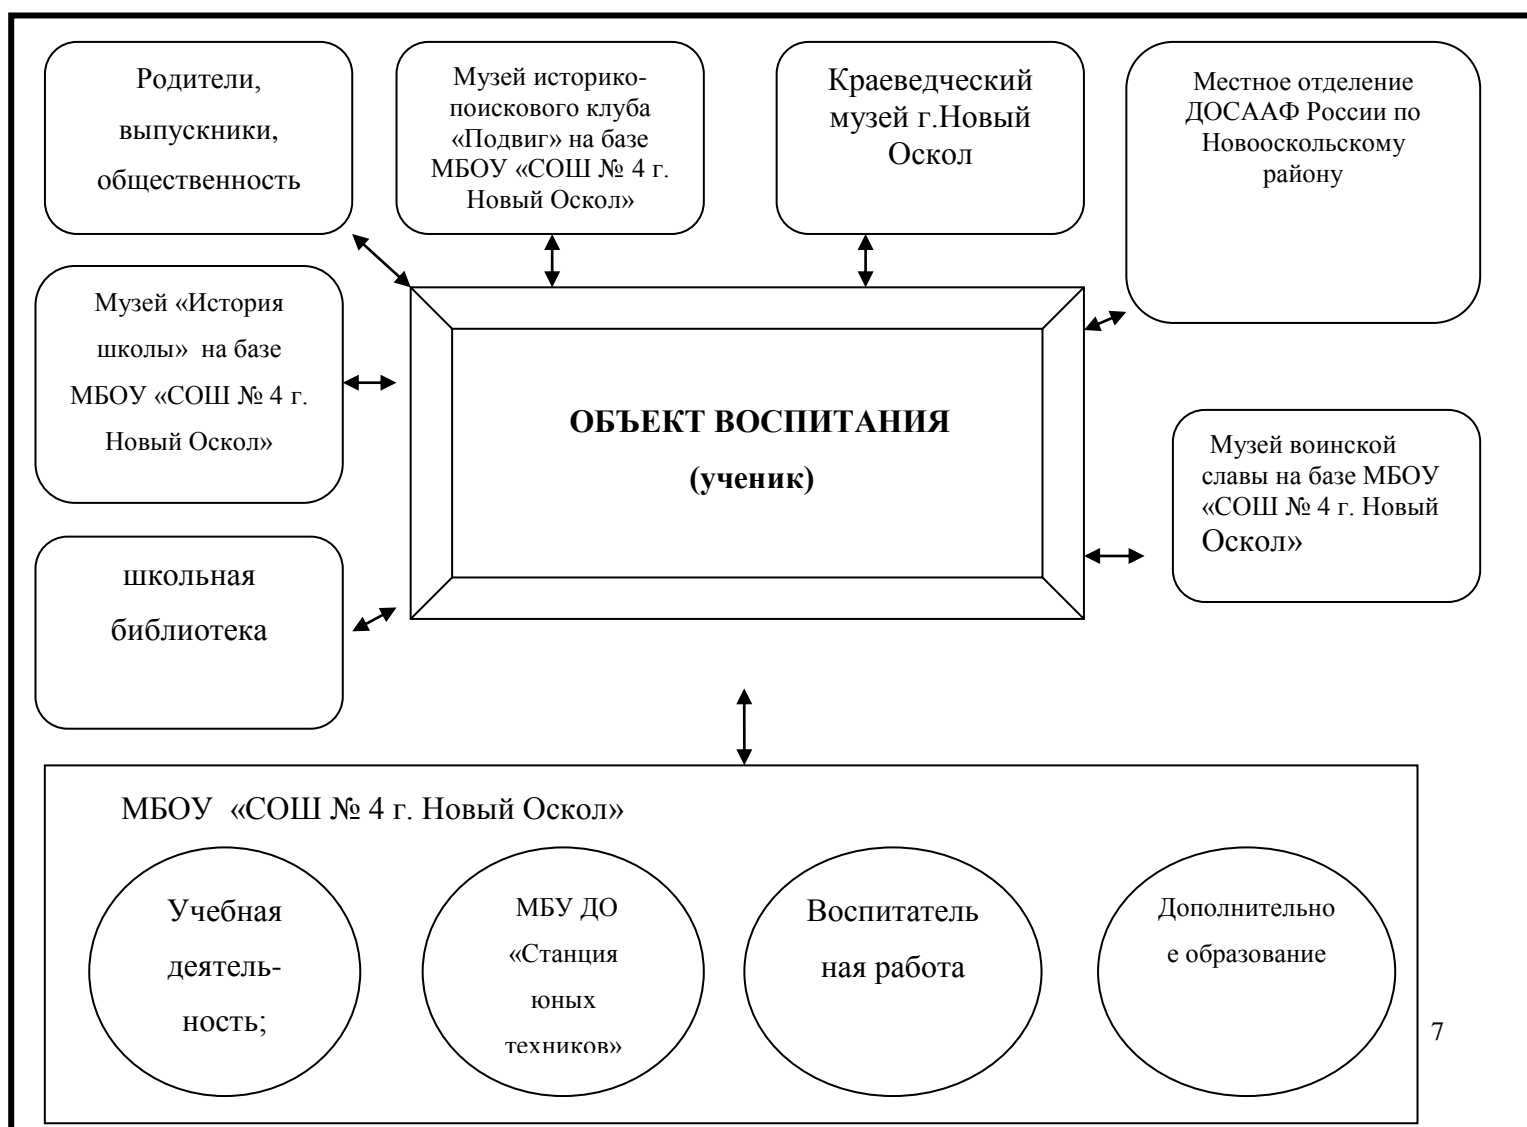 Родители,
выпускники,
общественность
Музей историко-
поискового клуба
«Подвиг» на базе
МБОУ «СОШ № 4 г.
Новый Оскол»
Краеведческий
музей г.Новый
Оскол
Местное отделение
ДОСААФ России по
Новооскольскому
району
Музей «История
школы» на базе
МБОУ «СОШ № 4 г.
Новый Оскол»
ОБЪЕКТ ВОСПИТАНИЯ
(ученик)
Музей воинской
славы на базе МБОУ
«СОШ № 4 г. Новый
Оскол»
школьная
библиотека
МБОУ «СОШ № 4 г. Новый Оскол»
Учебная
деятель-
ность;
МБУ ДО
«Станция
юных
техников»
Воспитатель
ная работа
Дополнительно
е образование
7